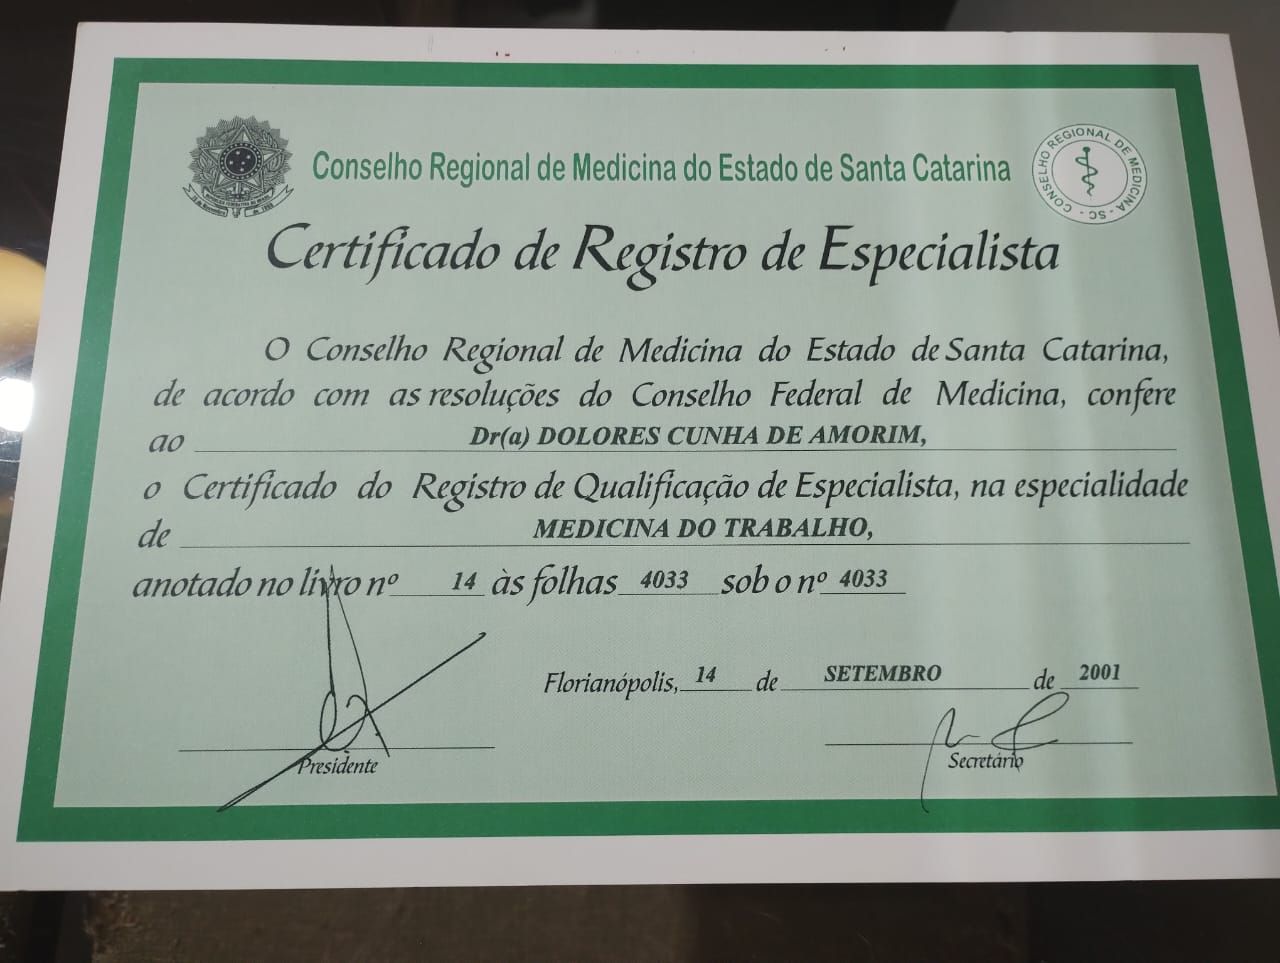 Conselho Regional de Medicina do Estado de Santa Catarina
CONSELHO REGIONAL DE MEDICINA - SC -
Certificado de Registro de Especialista
O Conselho Regional de Medicina do Estado de Santa Catarina,
de acordo com as resoluções do Conselho Federal de Medicina, confere
ao Dr(a) DOLORES CUNHA DE AMORIM,
o Certificado do Registro de Qualificação de Especialista, na especialidade
de MEDICINA DO TRABALHO,
anotado no livro nº 14 às folhas 4033 sob o nº 4033
Florianópolis, 14 de SETEMBRO de 2001
Presidente
Secretário